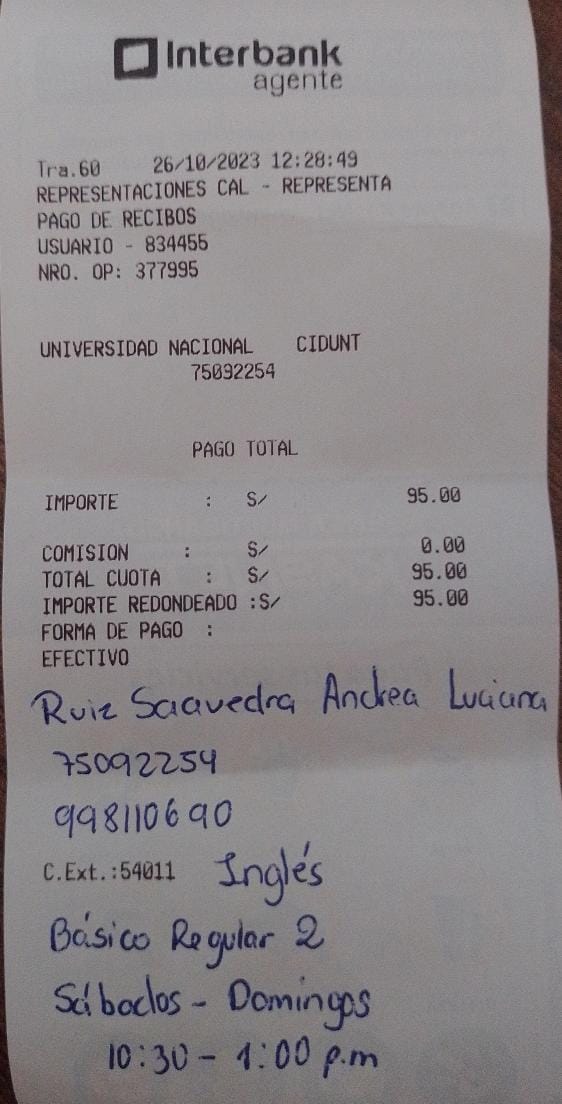 Interbank
agente
Tra.60 26/10/2023 12:28:49
REPRESENTACIONES CAL - REPRESENTA
PAGO DE RECIBOS
USUARIO - 834455
NRO. OP: 377995
UNIVERSIDAD NACIONAL CIDUNT
75092254
PAGO TOTAL
IMPORTE : S/ 95.00
COMISION : S/ 0.00
TOTAL CUOTA : S/ 95.00
IMPORTE REDONDEADO :S/ 95.00
FORMA DE PAGO :
EFECTIVO
Ruiz Saavedra Andrea Luciana
75092254
998110690
C.Ext.:54011 Inglés
Básico Regular 2
Sábados - Domingos
10:30 - 1:00 p.m